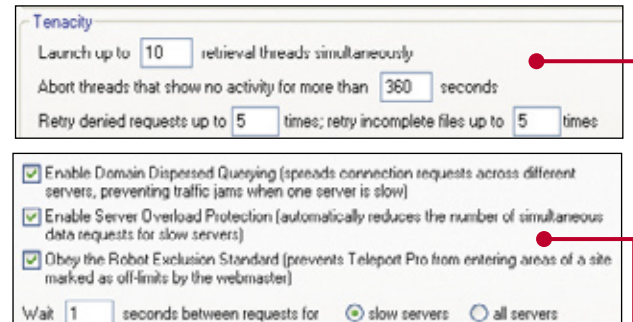 Tenacity
Launch up to 10 retrieval threads simultaneously
Abort threads that show no activity for more than 360 seconds
Retry denied requests up to 5 times; retry incomplete files up to 5 times
Enable Domain Dispersed Querying (spreads connection requests across different
servers, preventing traffic jams when one server is slow)
Enable Server Overload Protection (automatically reduces the number of simultaneous
data requests for slow servers)
Obey the Robot Exclusion Standard (prevents Teleport Pro from entering areas of a site
marked as off-limits by the webmaster)
Wait 1 seconds between requests for slow servers all servers